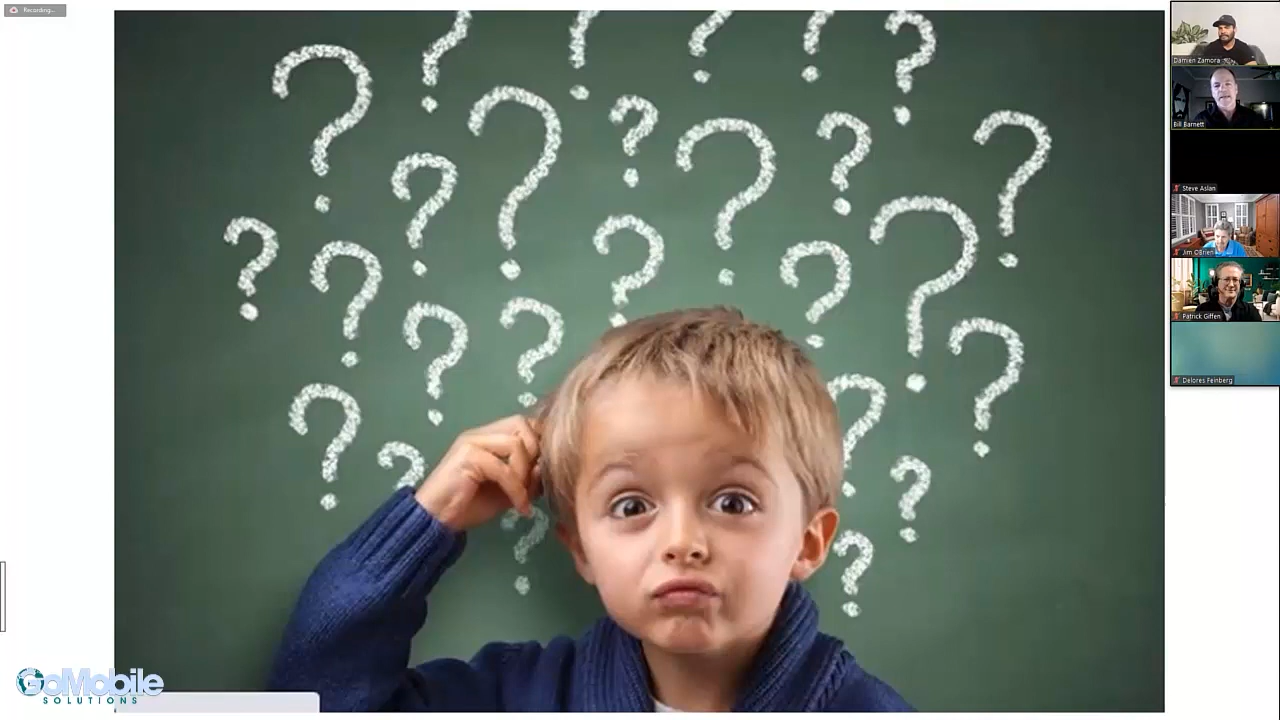 Recording...
? ? ? ? ? ?
? ? ? ? ? ?
? ? ? ? ?
? ? ? ? ?
? ? ? ?
? ? ?
Damien Zamora
Bill Barnett
Steve Aslan
Jim OBrien
Patrick Giffen
Delores Feinberg
GoMobile
SOLUTIONS